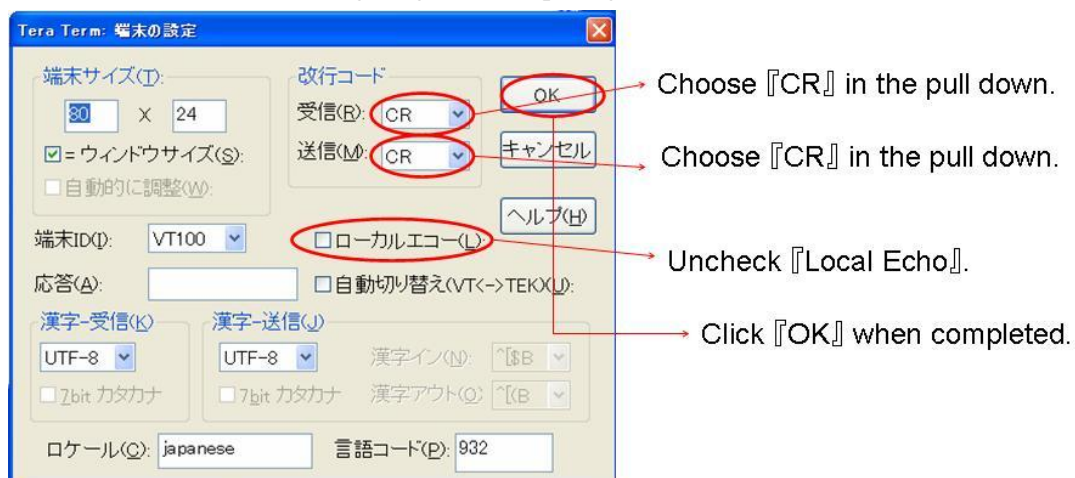 Tera Term: 端末の設定
端末サイズ(T):
80 X 24
= ウィンドウサイズ(S):
自動的に調整(W):
改行コード
受信(R): CR
送信(M): CR
OK
キャンセル
ヘルプ(H)
端末ID(I): VT100
ローカルエコー(L):
応答(A):
自動切り替え(VT<->TEK)(U):
漢字-受信(K)
UTF-8
7bit カタカナ
漢字-送信(J)
UTF-8
7bit カタカナ
漢字イン(N): ^[$B
漢字アウト(O): ^[(B
ロケール(C): japanese
言語コード(P): 932
Choose『CR』in the pull down.
Choose『CR』in the pull down.
Uncheck『Local Echo』.
Click『OK』when completed.